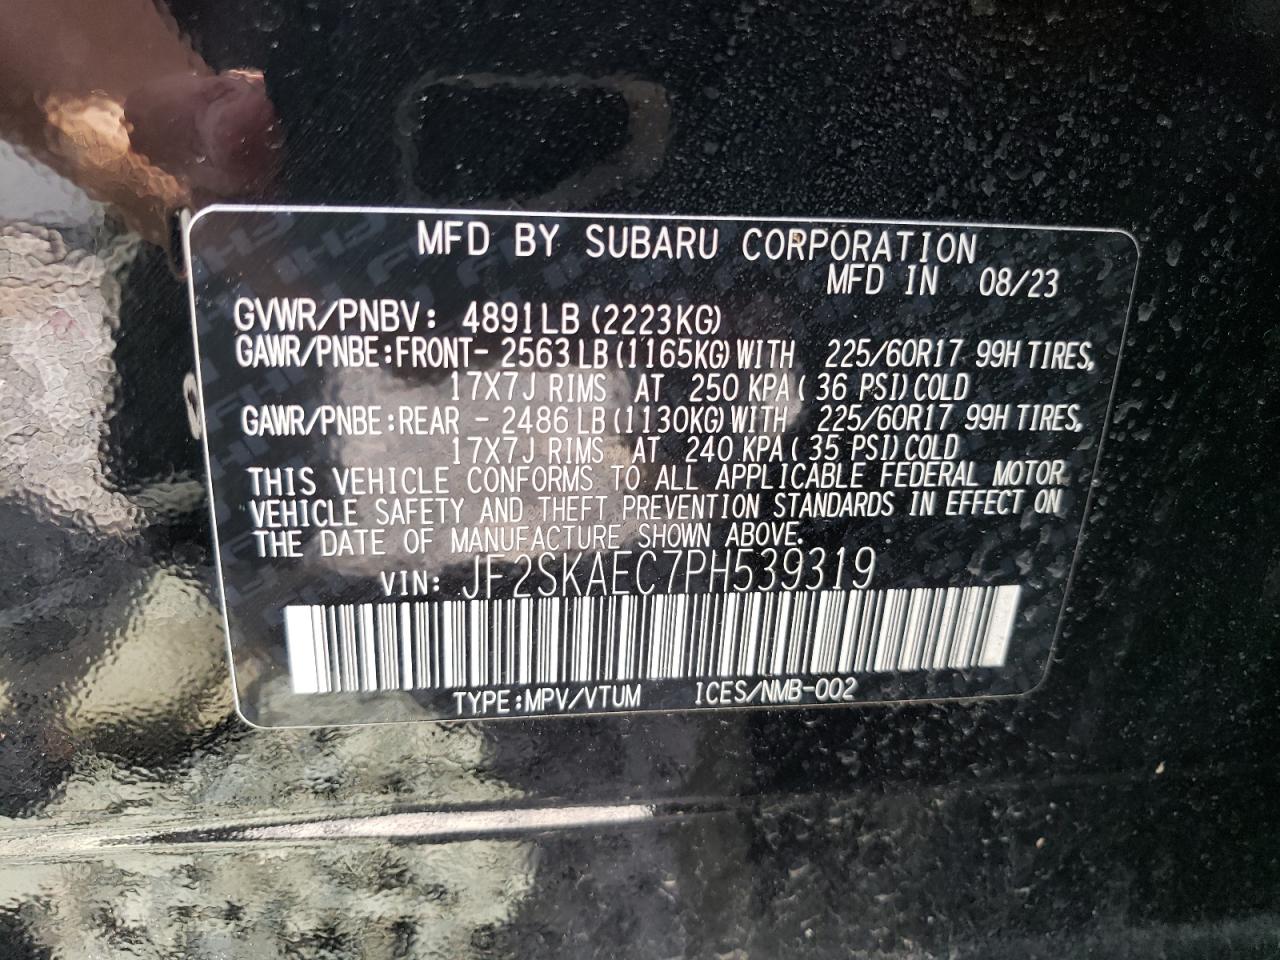 MFD BY SUBARU CORPORATION
MFD IN 08/23
GVWR/PNBV: 4891LB (2223KG)
GAWR/PNBE:FRONT- 2563LB (1165KG) WITH 225/60R17 99H TIRES,
17X7J RIMS AT 250 KPA ( 36 PSI) COLD
GAWR/PNBE:REAR - 2486LB (1130KG) WITH 225/60R17 99H TIRES,
17X7J RIMS AT 240 KPA ( 35 PSI) COLD
THIS VEHICLE CONFORMS TO ALL APPLICABLE FEDERAL MOTOR
VEHICLE SAFETY AND THEFT PREVENTION STANDARDS IN EFFECT ON
THE DATE OF MANUFACTURE SHOWN ABOVE.
VIN: JF2SKAEC7PH539319
TYPE:MPV/VTUM ICES/NMB-002